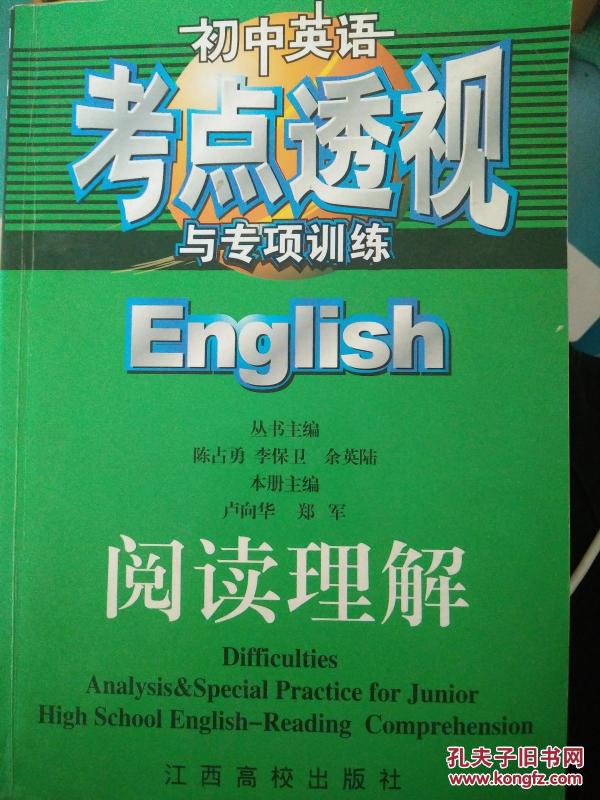 初中英语
考点透视
与专项训练
English
丛书主编
陈占勇 李保卫 余英陆
本册主编
卢向华 郑 军
阅读理解
Difficulties
Analysis&Special Practice for Junior
High School English-Reading Comprehension
江西高校出版社
孔夫子旧书网
www.kongfz.com